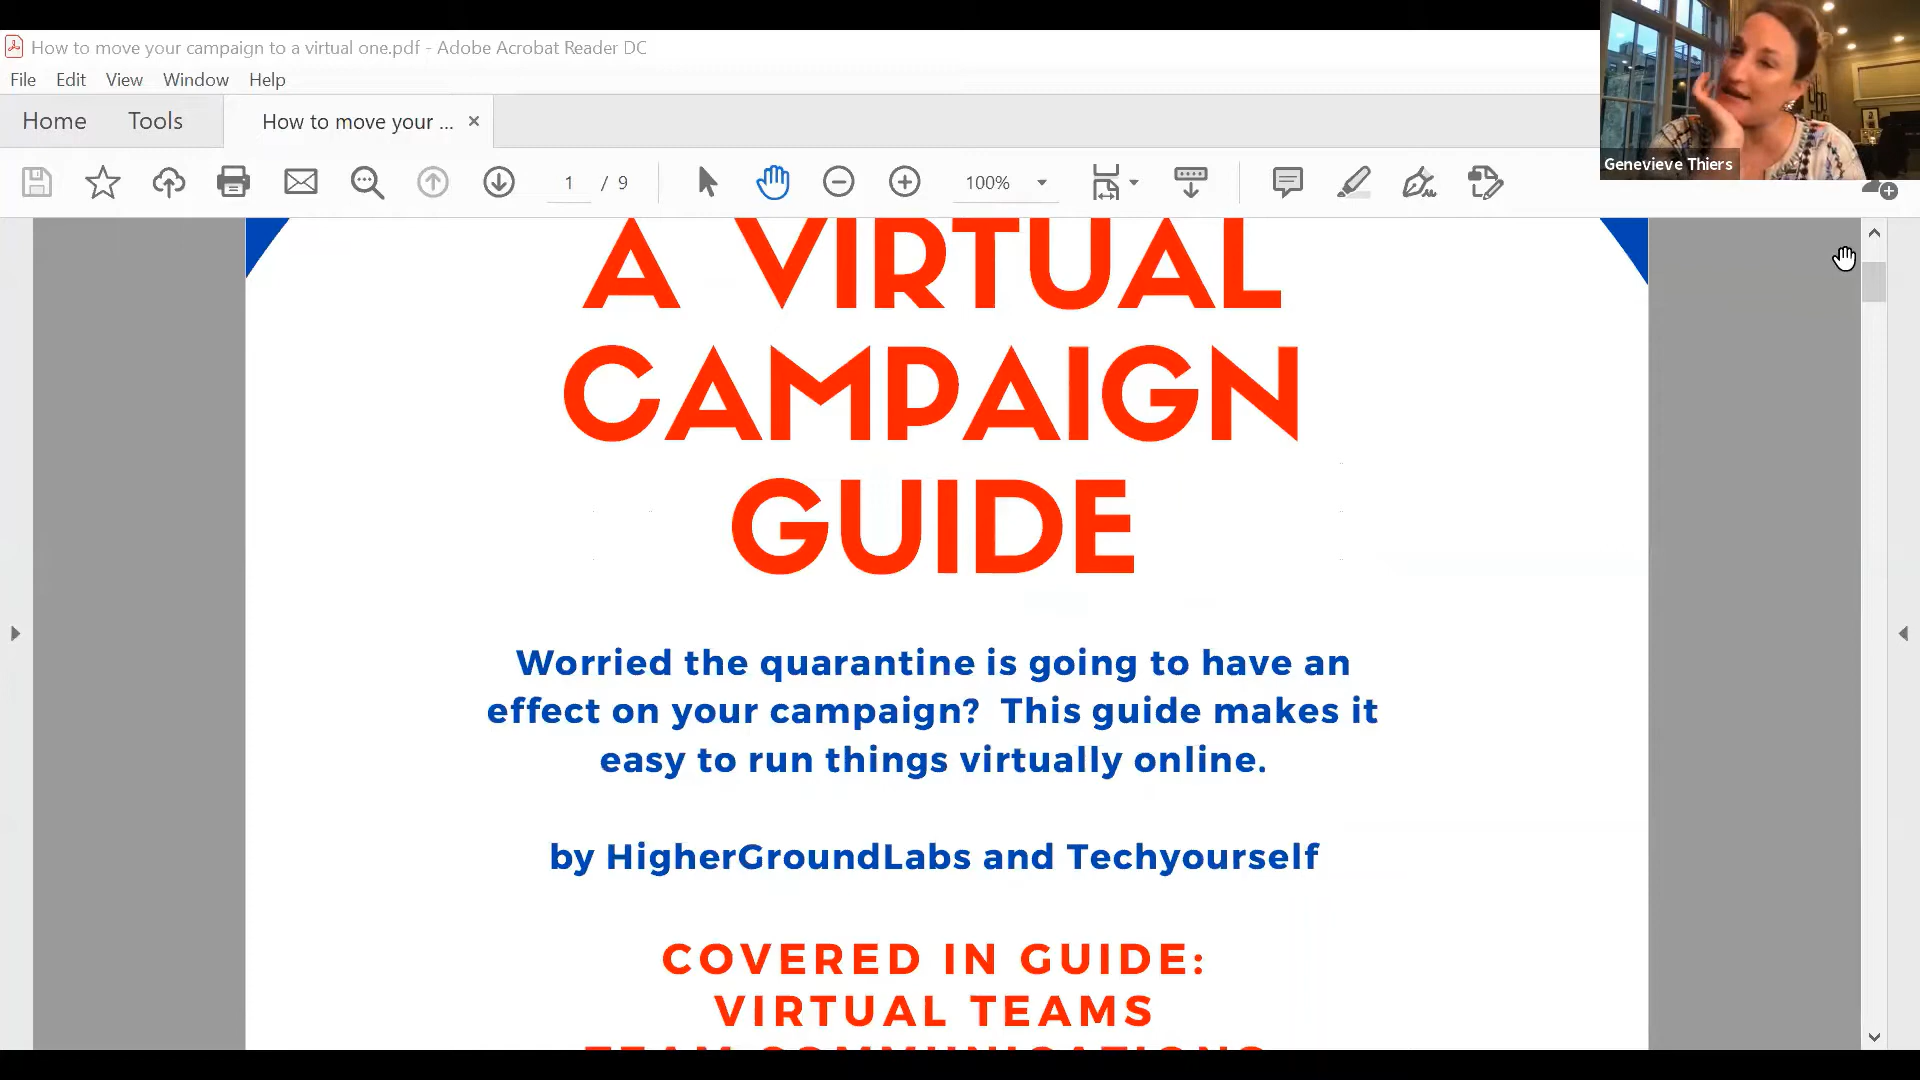 How to move your campaign to a virtual one.pdf - Adobe Acrobat Reader DC
File Edit View Window Help
Home Tools How to move your ... ×
1 / 9 100%
Genevieve Thiers
A VIRTUAL
CAMPAIGN
GUIDE
Worried the quarantine is going to have an
effect on your campaign? This guide makes it
easy to run things virtually online.
by HigherGroundLabs and Techyourself
COVERED IN GUIDE:
VIRTUAL TEAMS
TEAM COMMUNICATIONS